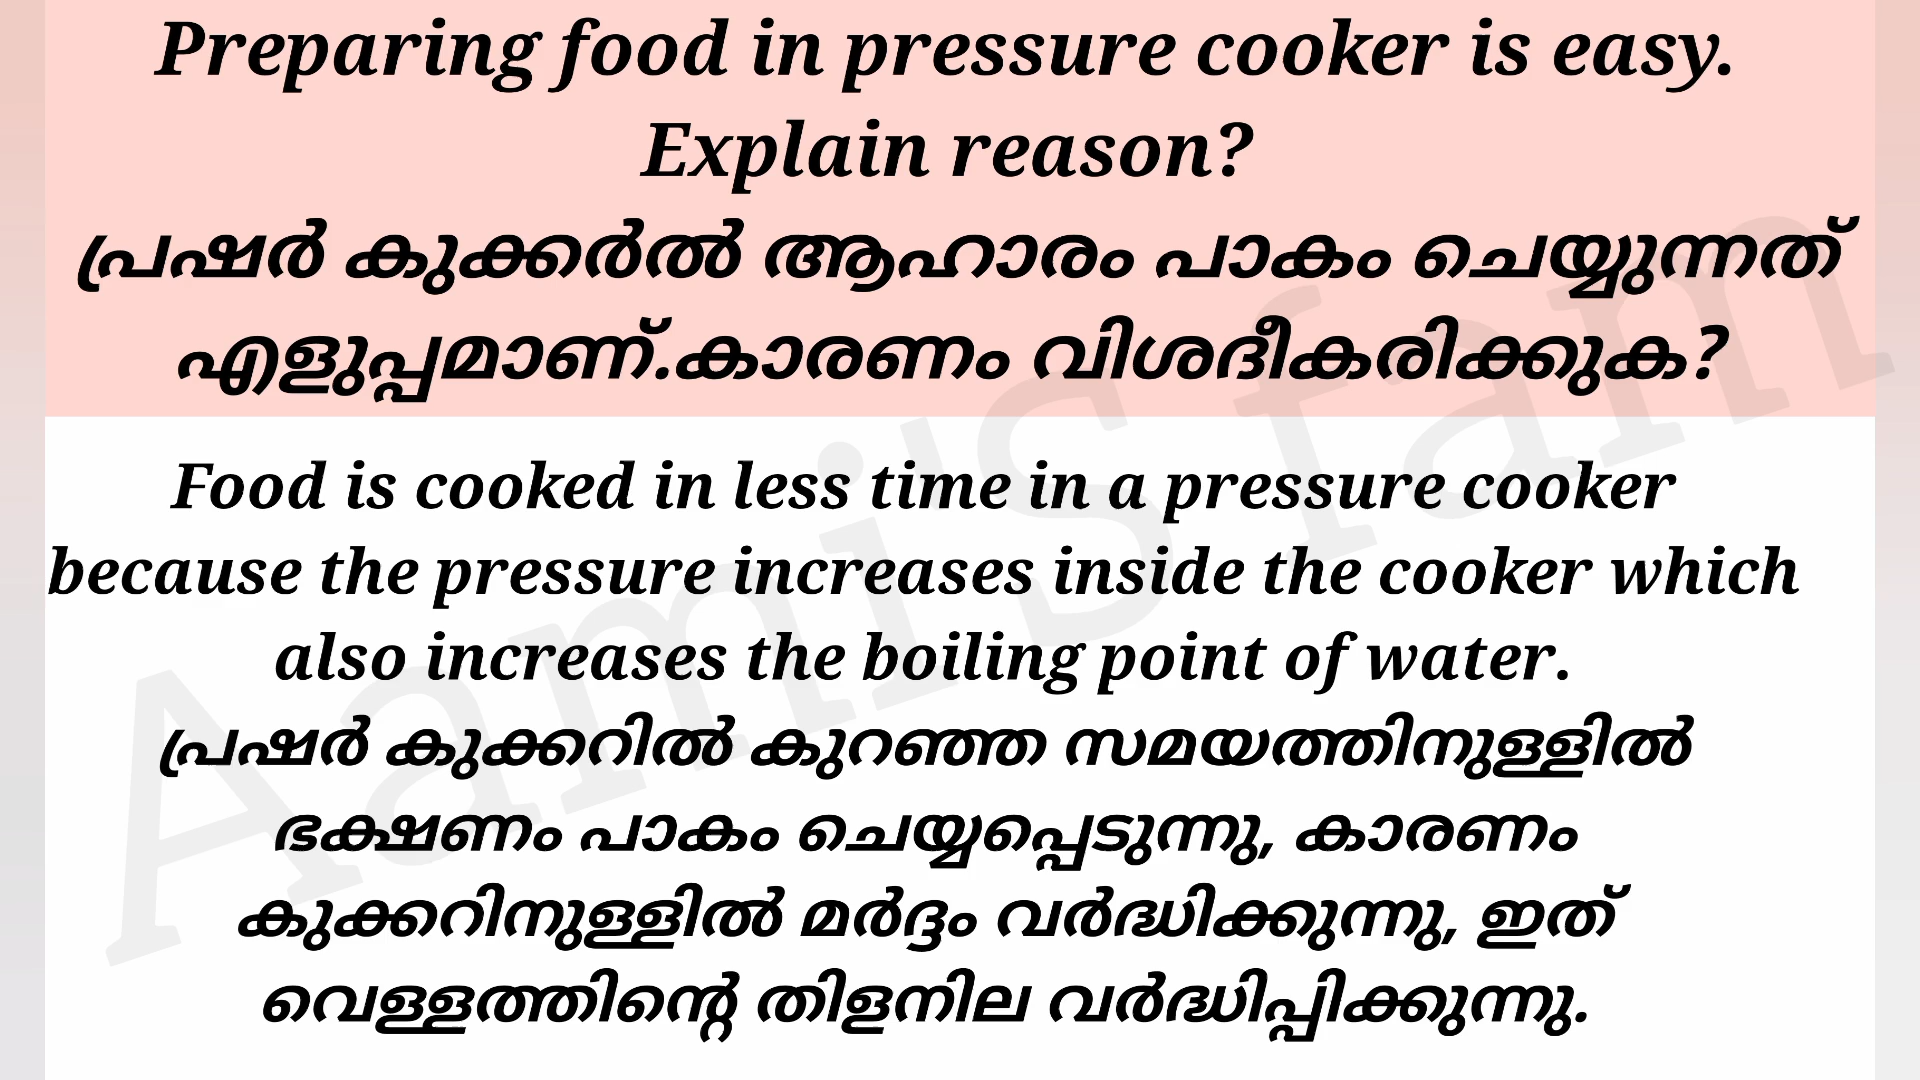 Preparing food in pressure cooker is easy.
Explain reason?
പ്രഷർ കുക്കർൽ ആഹാരം പാകം ചെയ്യുന്നത്
എളുപ്പമാണ്.കാരണം വിശദീകരിക്കുക?
Food is cooked in less time in a pressure cooker
because the pressure increases inside the cooker which
also increases the boiling point of water.
പ്രഷർ കുക്കറിൽ കുറഞ്ഞ സമയത്തിനുള്ളിൽ
ഭക്ഷണം പാകം ചെയ്യപ്പെടുന്നു, കാരണം
കുക്കറിനുള്ളിൽ മർദ്ദം വർദ്ധിക്കുന്നു, ഇത്
വെള്ളത്തിന്റെ തിളനില വർദ്ധിപ്പിക്കുന്നു.
Aami'S fam